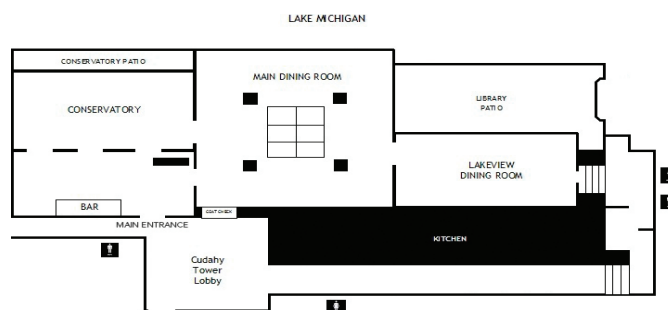 LAKE MICHIGAN
CONSERVATORY PATIO
MAIN DINING ROOM
CONSERVATORY
LIBRARY
PATIO
LAKEVIEW
DINING ROOM
BAR
COAT CHECK
MAIN ENTRANCE
KITCHEN
Cudahy
Tower
Lobby